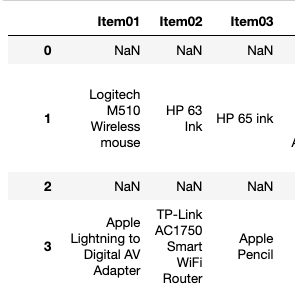 Item01 Item02 Item03
0 NaN NaN NaN
Logitech
M510 HP 63
1 Wireless Ink HP 65 ink
mouse
2 NaN NaN NaN
Apple TP-Link
Lightning to AC1750
3 Digital AV Smart Apple
Adapter WiFi Pencil
Router